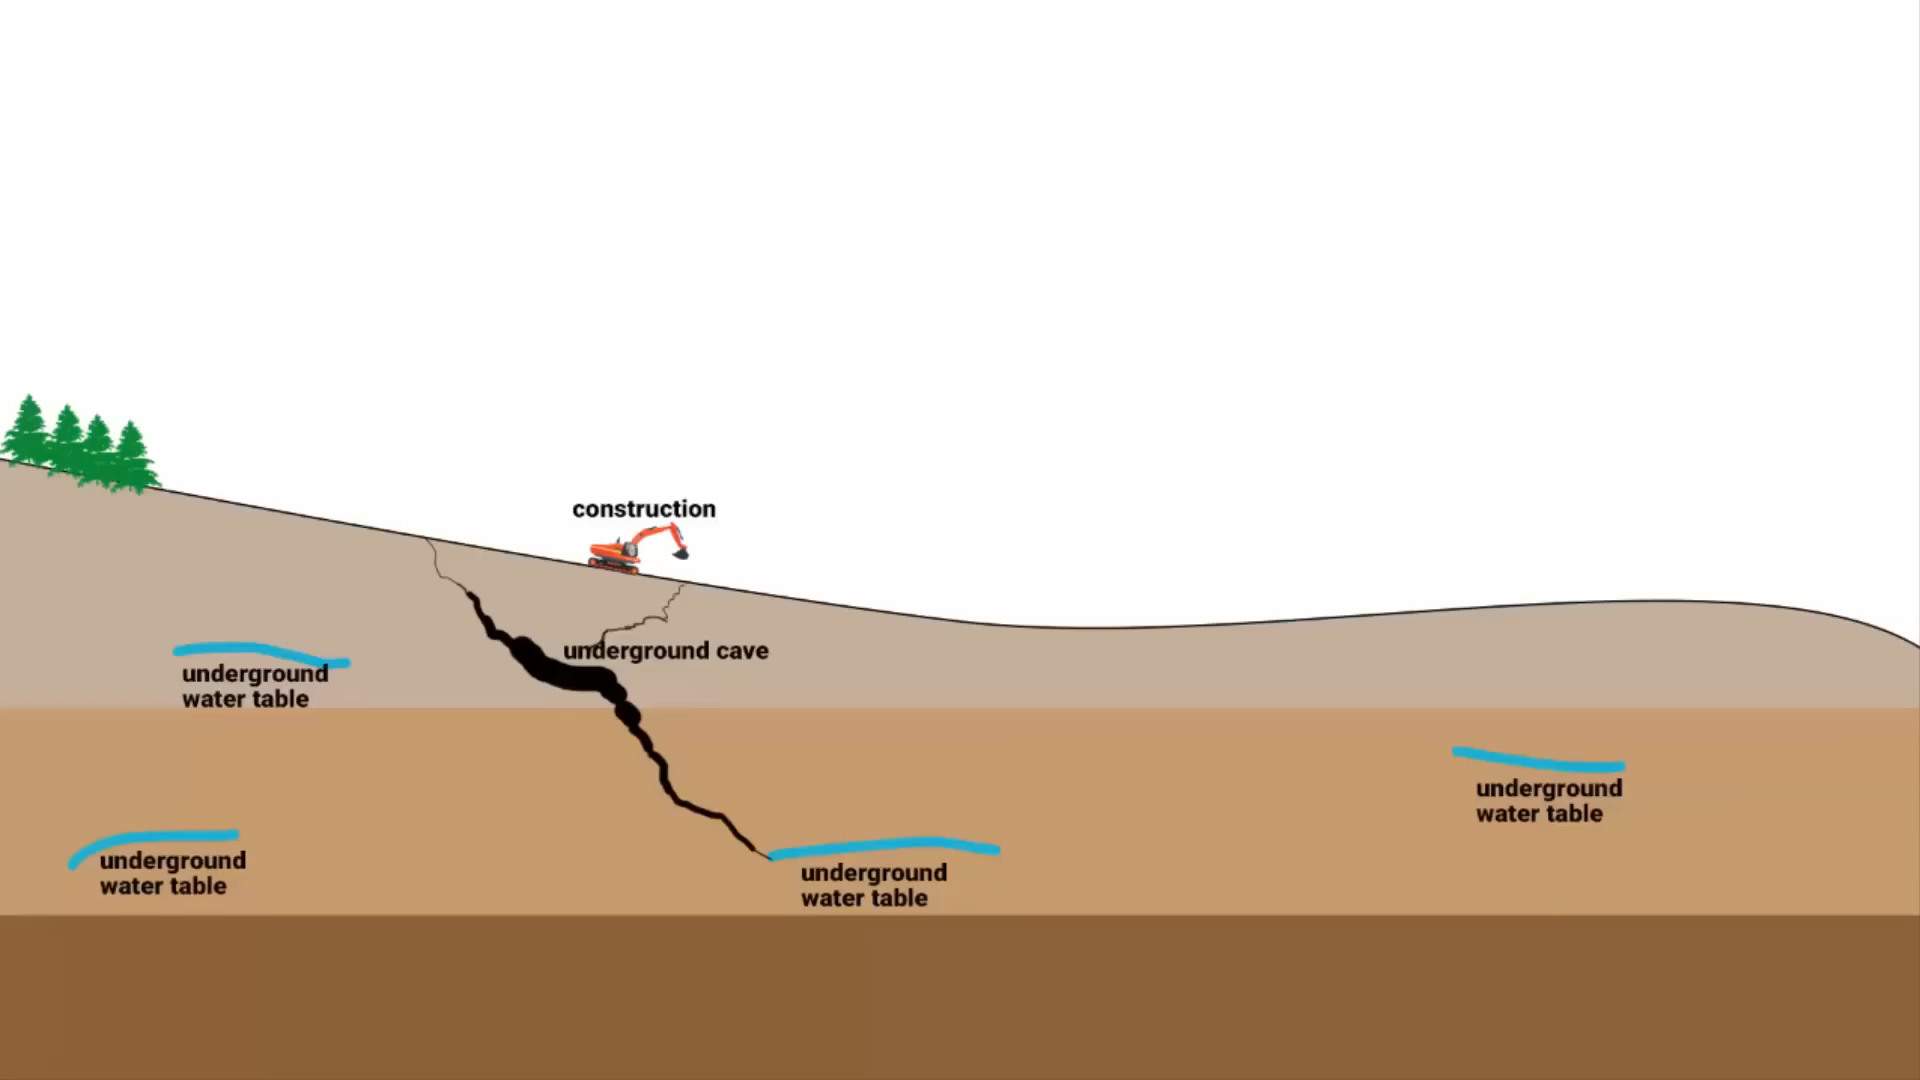 construction
underground cave
underground
water table
underground
water table
underground
water table
underground
water table